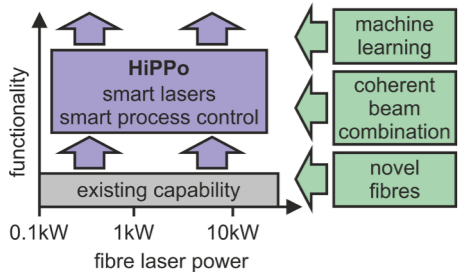 functionality
HiPPo
smart lasers
smart process control
existing capability
0.1kW
1kW
10kW
fibre laser power
machine
learning
coherent
beam
combination
novel
fibres